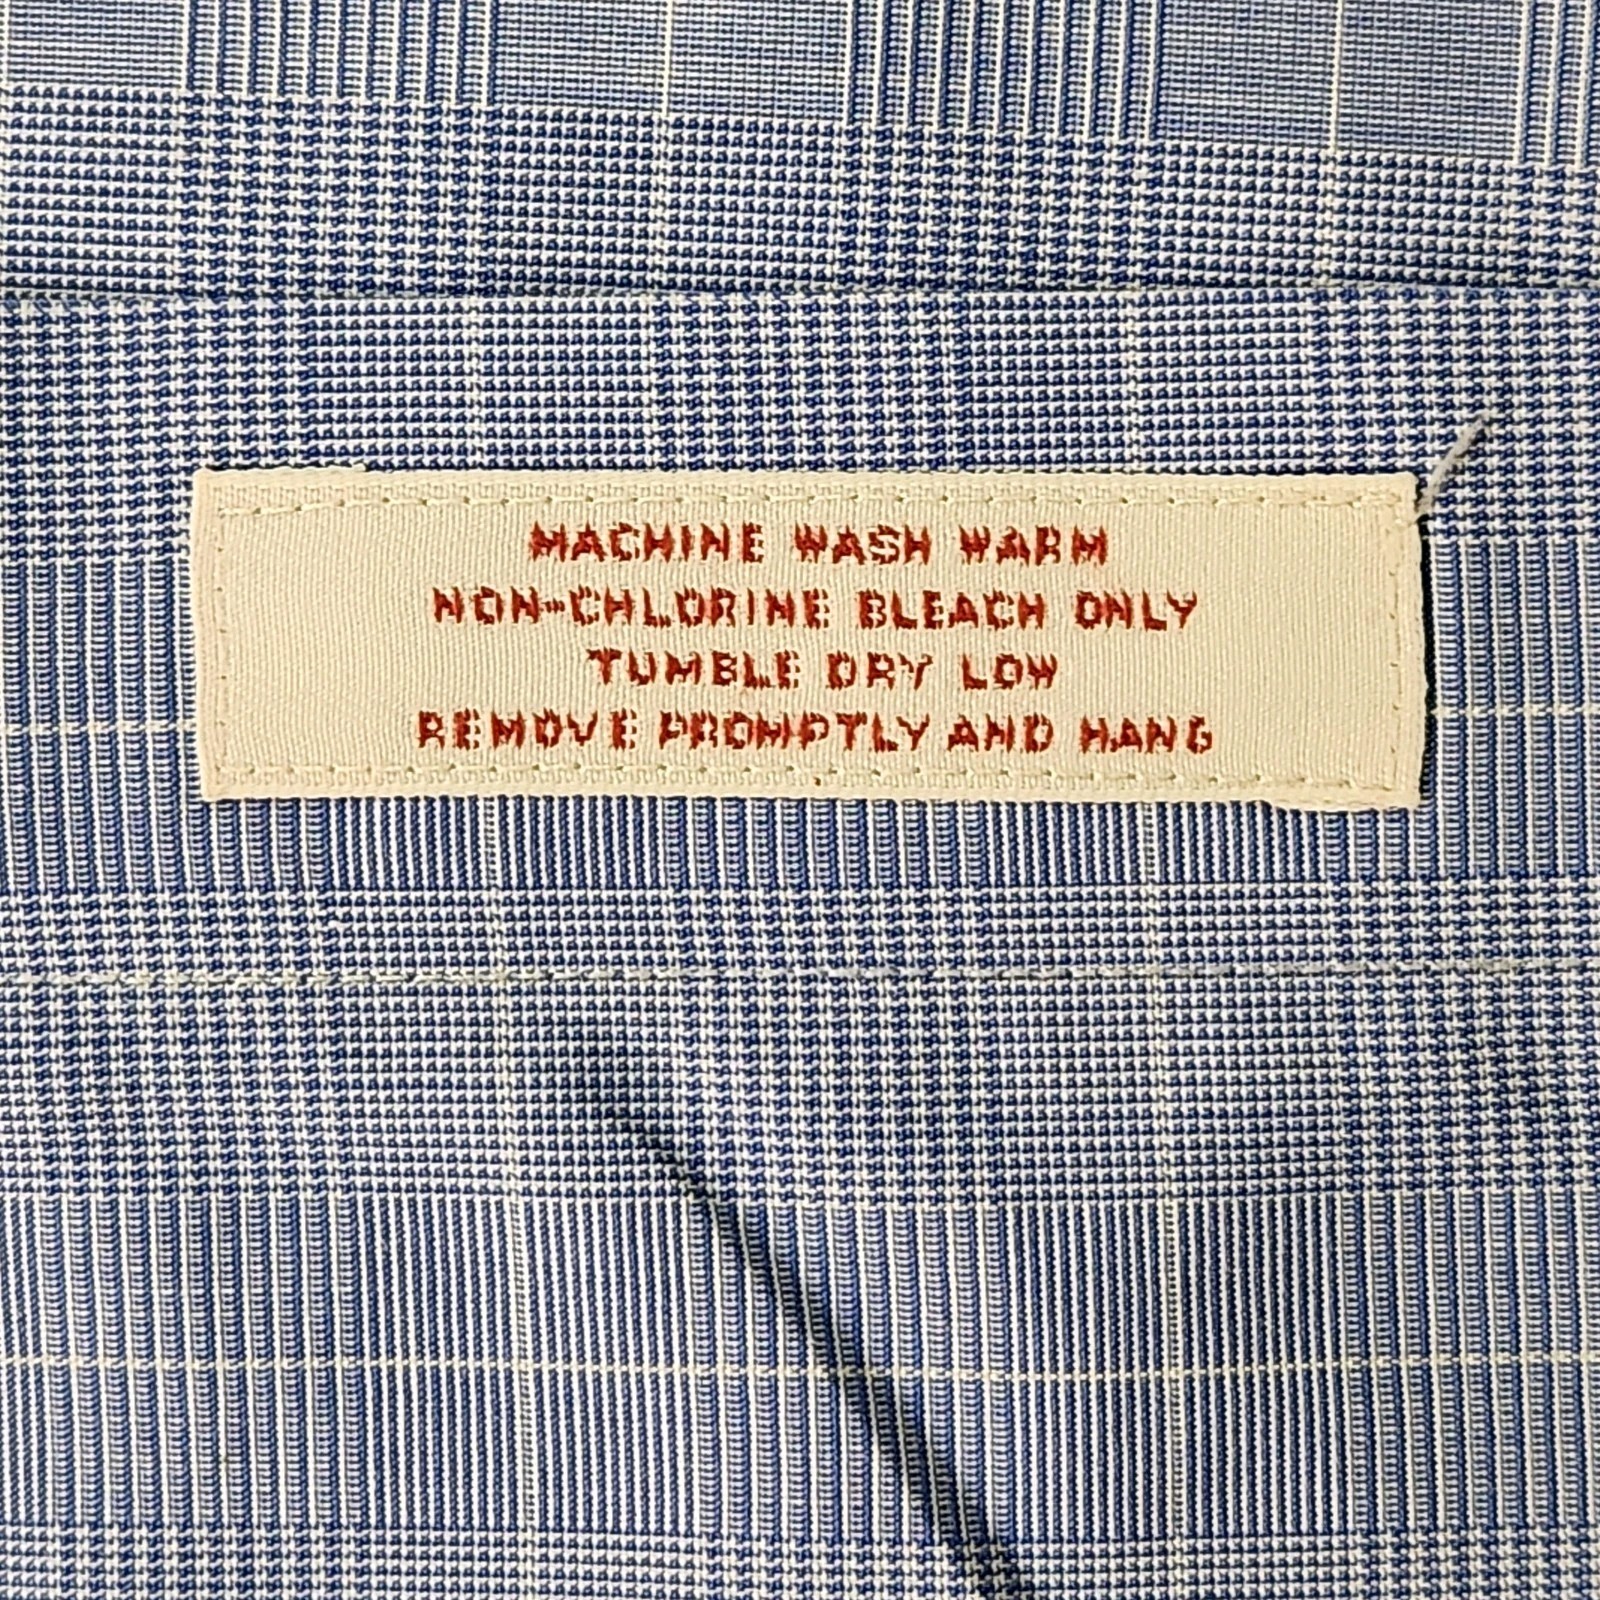 MACHINE WASH WARM
NON-CHLORINE BLEACH ONLY
TUMBLE DRY LOW
REMOVE PROMPTLY AND HANG